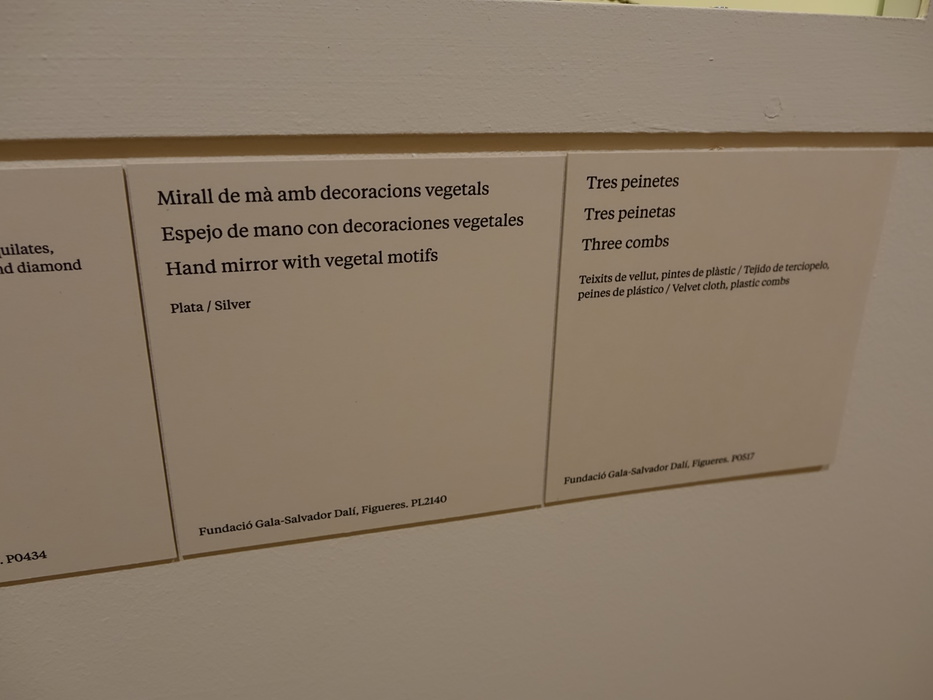 quilates,
nd diamond
. P0434
Mirall de mà amb decoracions vegetals
Espejo de mano con decoraciones vegetales
Hand mirror with vegetal motifs
Plata / Silver
Fundació Gala-Salvador Dalí, Figueres. PL2140
Tres peinetes
Tres peinetas
Three combs
Teixits de vellut, pintes de plàstic / Tejido de terciopelo,
peines de plástico / Velvet cloth, plastic combs
Fundació Gala-Salvador Dalí, Figueres. P0517